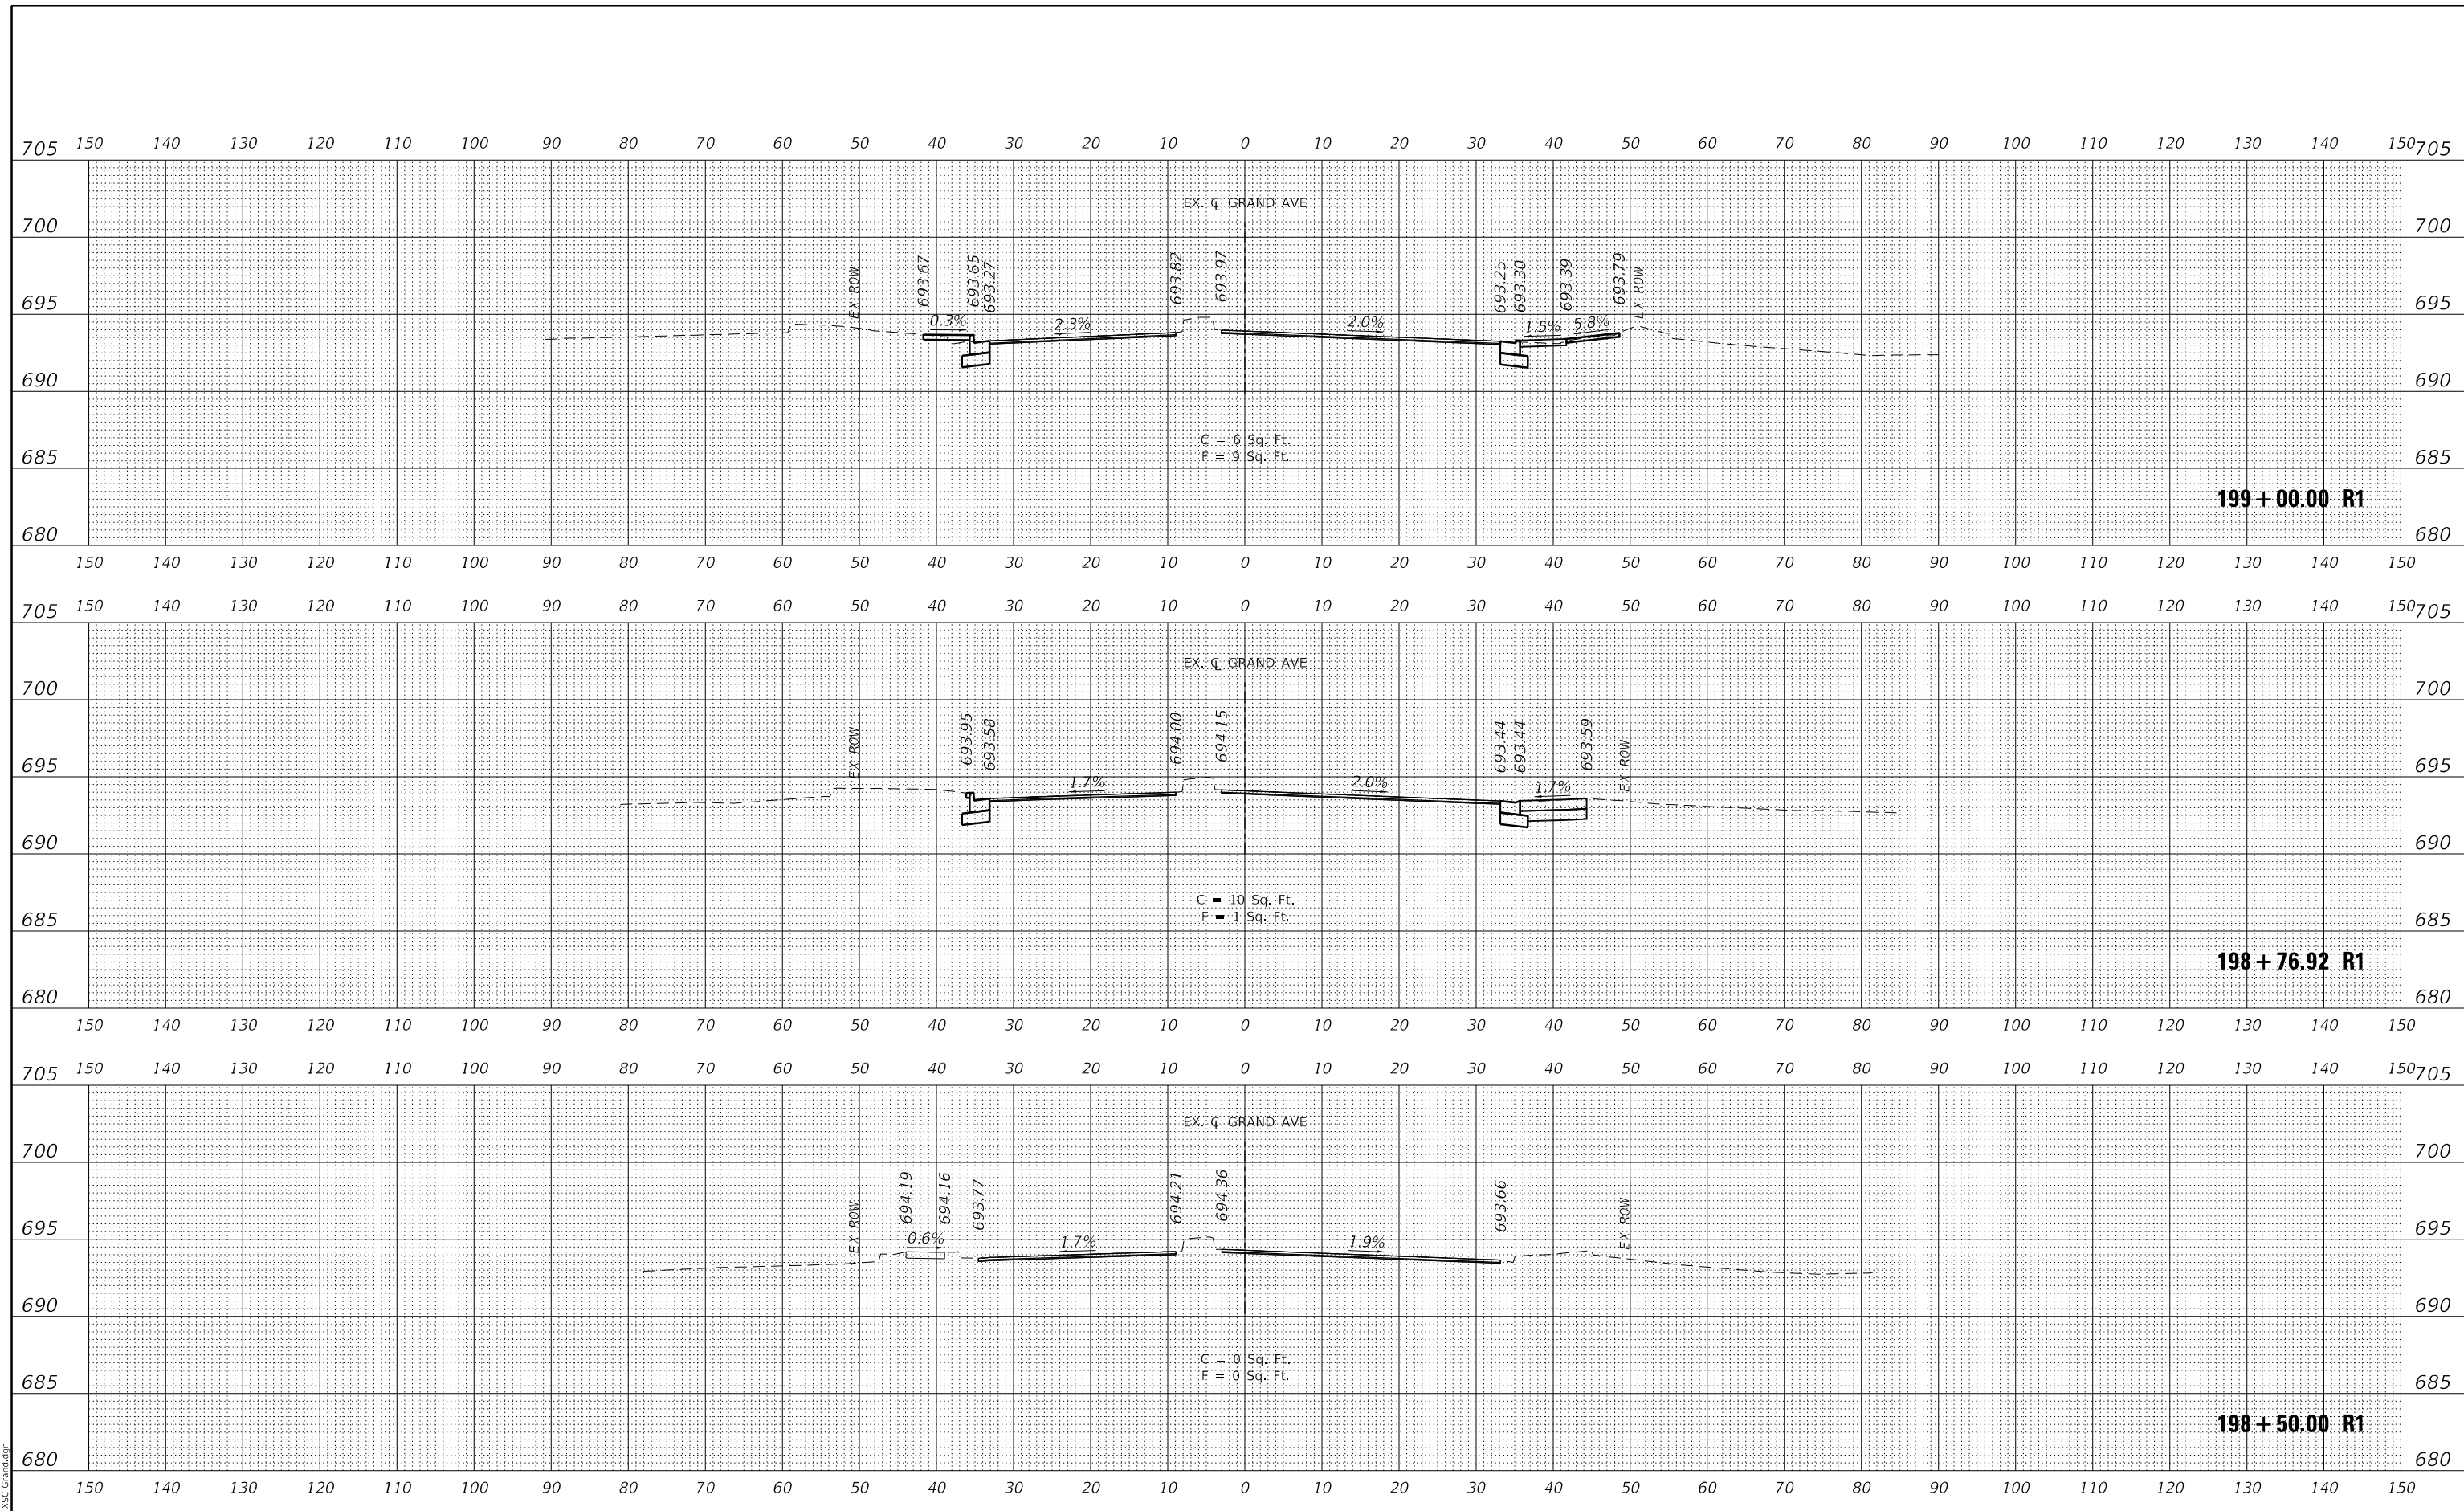 150 140 130 120 110 100 90 80 70 60 50 40 30 20 10 0 10 20 30 40 50 60 70 80 90 100 110 120 130 140 150
705 705
EX. ℄ GRAND AVE
700 700
EX ROW 693.67 693.65 693.27 693.82 693.97 693.25 693.30 693.39 693.79 EX ROW
695 695
0.3% 2.3% 2.0% 1.5% 5.8%
690 690
C = 6 Sq. Ft.
F = 9 Sq. Ft.
685 685
199+00.00 R1
680 680
150 140 130 120 110 100 90 80 70 60 50 40 30 20 10 0 10 20 30 40 50 60 70 80 90 100 110 120 130 140 150
150 140 130 120 110 100 90 80 70 60 50 40 30 20 10 0 10 20 30 40 50 60 70 80 90 100 110 120 130 140 150
705 705
EX. ℄ GRAND AVE
700 700
EX ROW 693.95 693.58 694.00 694.15 693.44 693.44 693.59 EX ROW
695 695
1.7% 2.0% 1.7%
690 690
C = 10 Sq. Ft.
F = 1 Sq. Ft.
685 685
198+76.92 R1
680 680
150 140 130 120 110 100 90 80 70 60 50 40 30 20 10 0 10 20 30 40 50 60 70 80 90 100 110 120 130 140 150
150 140 130 120 110 100 90 80 70 60 50 40 30 20 10 0 10 20 30 40 50 60 70 80 90 100 110 120 130 140 150
705 705
EX. ℄ GRAND AVE
700 700
EX ROW 694.19 694.16 693.77 694.21 694.36 693.66 EX ROW
695 695
0.6% 1.7% 1.9%
690 690
C = 0 Sq. Ft.
F = 0 Sq. Ft.
685 685
198+50.00 R1
680 680
150 140 130 120 110 100 90 80 70 60 50 40 30 20 10 0 10 20 30 40 50 60 70 80 90 100 110 120 130 140 150
-XSC-Grand.dgn